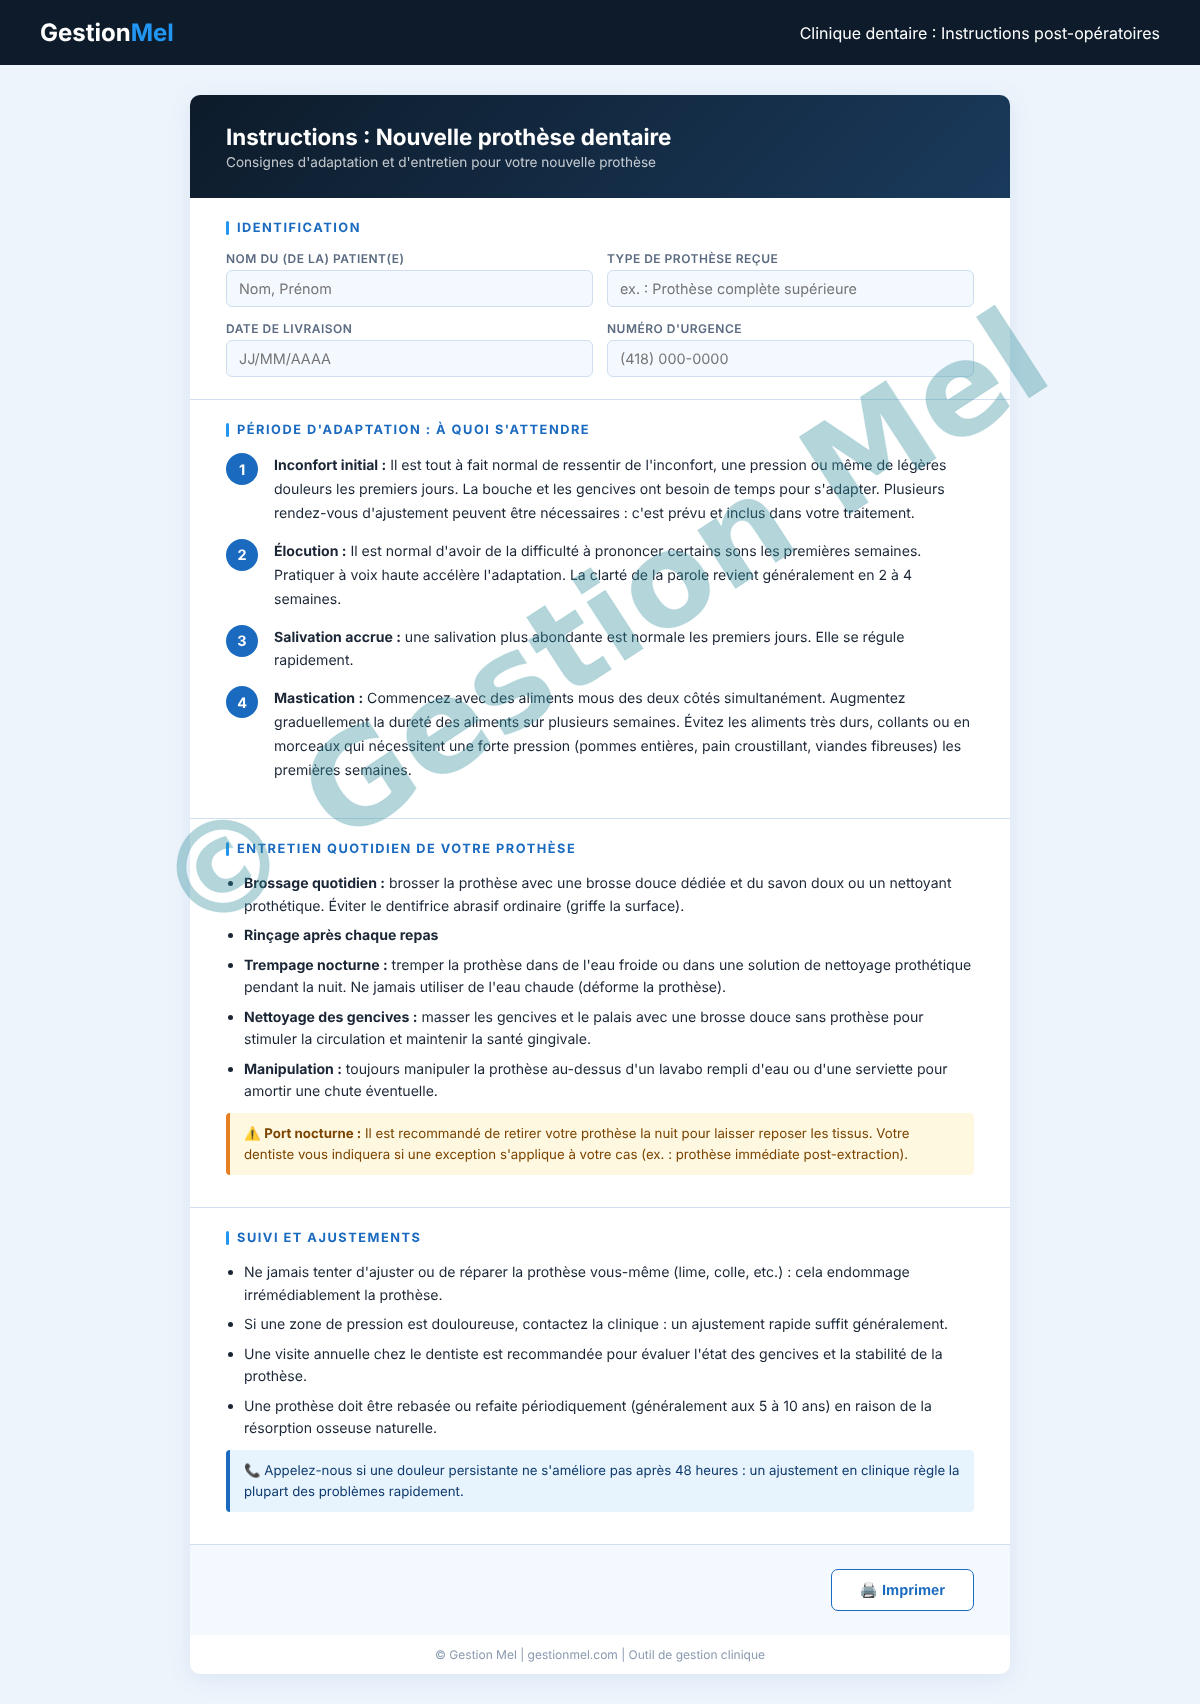 GestionMel
Clinique dentaire : Instructions post-opératoires
Instructions : Nouvelle prothèse dentaire
Consignes d'adaptation et d'entretien pour votre nouvelle prothèse
IDENTIFICATION
NOM DU (DE LA) PATIENT(E)
TYPE DE PROTHÈSE REÇUE
Nom, Prénom
ex. : Prothèse complète supérieure
DATE DE LIVRAISON
NUMÉRO D'URGENCE
JJ/MM/AAAA
(418) 000-0000
PÉRIODE D'ADAPTATION : À QUOI S'ATTENDRE
1 Inconfort initial : Il est tout à fait normal de ressentir de l'inconfort, une pression ou même de légères
douleurs les premiers jours. La bouche et les gencives ont besoin de temps pour s'adapter. Plusieurs
rendez-vous d'ajustement peuvent être nécessaires : c'est prévu et inclus dans votre traitement.
2 Élocution : Il est normal d'avoir de la difficulté à prononcer certains sons les premières semaines.
Pratiquer à voix haute accélère l'adaptation. La clarté de la parole revient généralement en 2 à 4
semaines.
3 Salivation accrue : une salivation plus abondante est normale les premiers jours. Elle se régule
rapidement.
4 Mastication : Commencez avec des aliments mous des deux côtés simultanément. Augmentez
graduellement la dureté des aliments sur plusieurs semaines. Évitez les aliments très durs, collants ou en
morceaux qui nécessitent une forte pression (pommes entières, pain croustillant, viandes fibreuses) les
premières semaines.
© Gestion Mel
ENTRETIEN QUOTIDIEN DE VOTRE PROTHÈSE
• Brossage quotidien : brosser la prothèse avec une brosse douce dédiée et du savon doux ou un nettoyant
prothétique. Éviter le dentifrice abrasif ordinaire (griffe la surface).
• Rinçage après chaque repas
• Trempage nocturne : tremper la prothèse dans de l'eau froide ou dans une solution de nettoyage prothétique
pendant la nuit. Ne jamais utiliser de l'eau chaude (déforme la prothèse).
• Nettoyage des gencives : masser les gencives et le palais avec une brosse douce sans prothèse pour
stimuler la circulation et maintenir la santé gingivale.
• Manipulation : toujours manipuler la prothèse au-dessus d'un lavabo rempli d'eau ou d'une serviette pour
amortir une chute éventuelle.
⚠️ Port nocturne : Il est recommandé de retirer votre prothèse la nuit pour laisser reposer les tissus. Votre
dentiste vous indiquera si une exception s'applique à votre cas (ex. : prothèse immédiate post-extraction).
SUIVI ET AJUSTEMENTS
• Ne jamais tenter d'ajuster ou de réparer la prothèse vous-même (lime, colle, etc.) : cela endommage
irrémédiablement la prothèse.
• Si une zone de pression est douloureuse, contactez la clinique : un ajustement rapide suffit généralement.
• Une visite annuelle chez le dentiste est recommandée pour évaluer l'état des gencives et la stabilité de la
prothèse.
• Une prothèse doit être rebasée ou refaite périodiquement (généralement aux 5 à 10 ans) en raison de la
résorption osseuse naturelle.
📞 Appelez-nous si une douleur persistante ne s'améliore pas après 48 heures : un ajustement en clinique règle la
plupart des problèmes rapidement.
🖨️ Imprimer
© Gestion Mel | gestionmel.com | Outil de gestion clinique